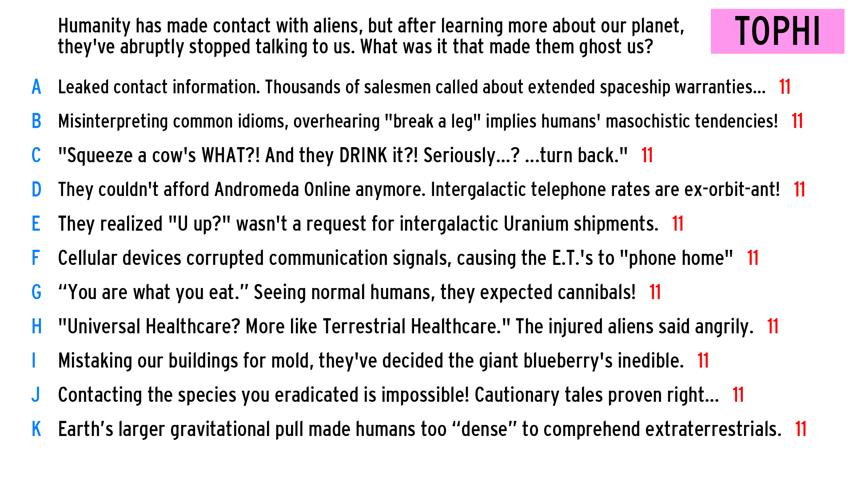 Humanity has made contact with aliens, but after learning more about our planet,
they've abruptly stopped talking to us. What was it that made them ghost us?
TOPHI
A Leaked contact information. Thousands of salesmen called about extended spaceship warranties... 11
B Misinterpreting common idioms, overhearing "break a leg" implies humans' masochistic tendencies! 11
C "Squeeze a cow's WHAT?! And they DRINK it?! Seriously...? ...turn back." 11
D They couldn't afford Andromeda Online anymore. Intergalactic telephone rates are ex-orbit-ant! 11
E They realized "U up?" wasn't a request for intergalactic Uranium shipments. 11
F Cellular devices corrupted communication signals, causing the E.T.'s to "phone home" 11
G “You are what you eat.” Seeing normal humans, they expected cannibals! 11
H "Universal Healthcare? More like Terrestrial Healthcare." The injured aliens said angrily. 11
I Mistaking our buildings for mold, they've decided the giant blueberry's inedible. 11
J Contacting the species you eradicated is impossible! Cautionary tales proven right... 11
K Earth’s larger gravitational pull made humans too “dense” to comprehend extraterrestrials. 11